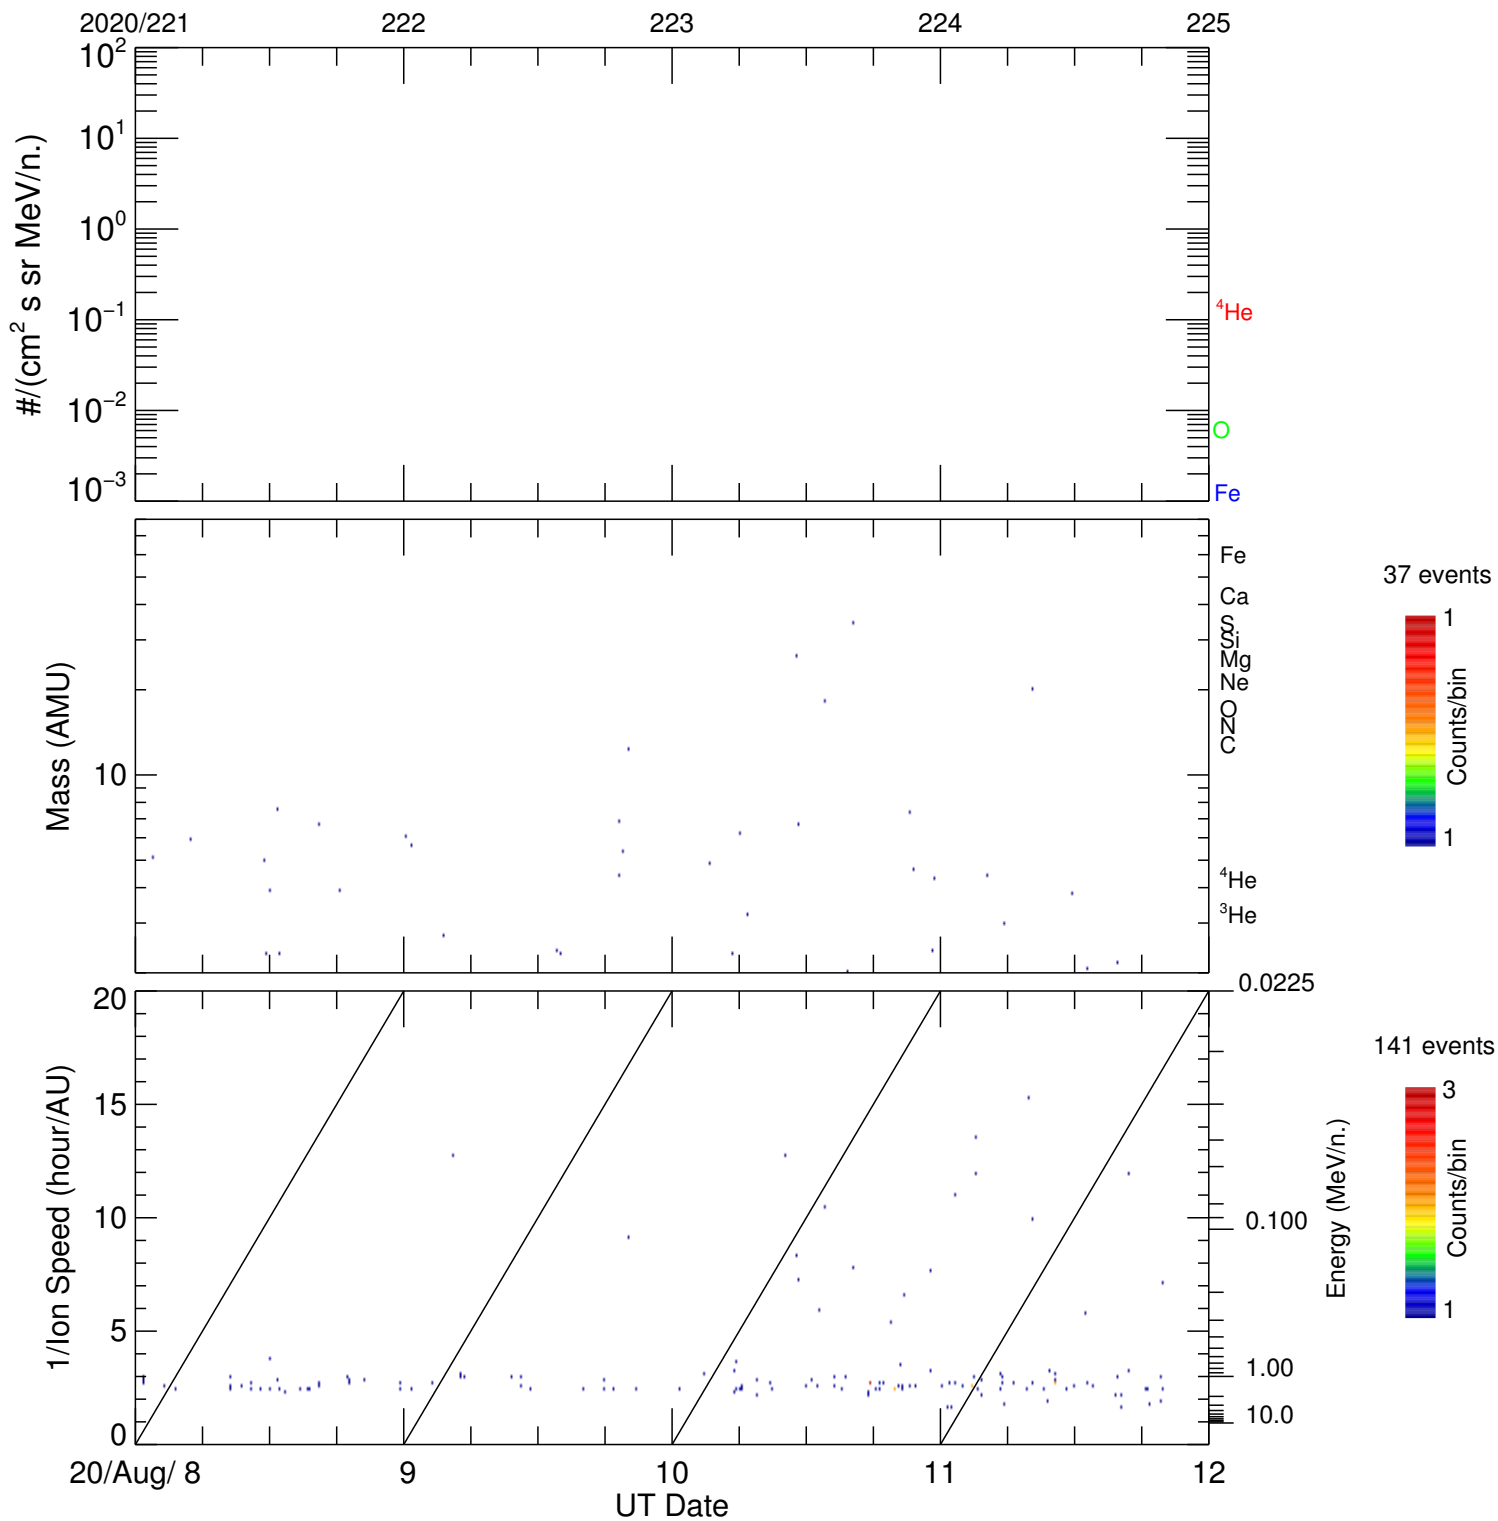 2020/221 222 223 224 225
10² 10¹ 10⁰ 10⁻¹ 10⁻² 10⁻³
#/(cm² s sr MeV/n.)
⁴He
O
Fe
Mass (AMU)
10
Fe
Ca
S
Si
Mg
Ne
O
N
C
⁴He
³He
37 events
1
Counts/bin
1
1/Ion Speed (hour/AU)
20
15
10
5
0
0.0225
0.100
1.00
10.0
Energy (MeV/n.)
141 events
3
Counts/bin
1
20/Aug/ 8 9 10 11 12
UT Date